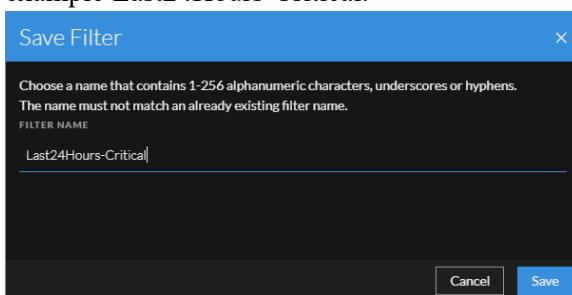 Save Filter
Choose a name that contains 1-256 alphanumeric characters, underscores or hyphens.
The name must not match an already existing filter name.
FILTER NAME
Last24Hours-Critical
Cancel Save